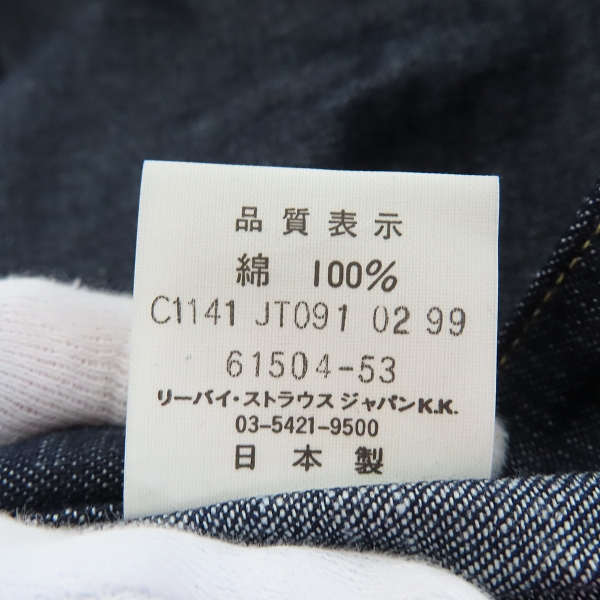 品質表示
綿 100%
C1141 JT091 02 99
61504-53
リーバイ・ストラウス ジャパンK.K.
03-5421-9500
日本製